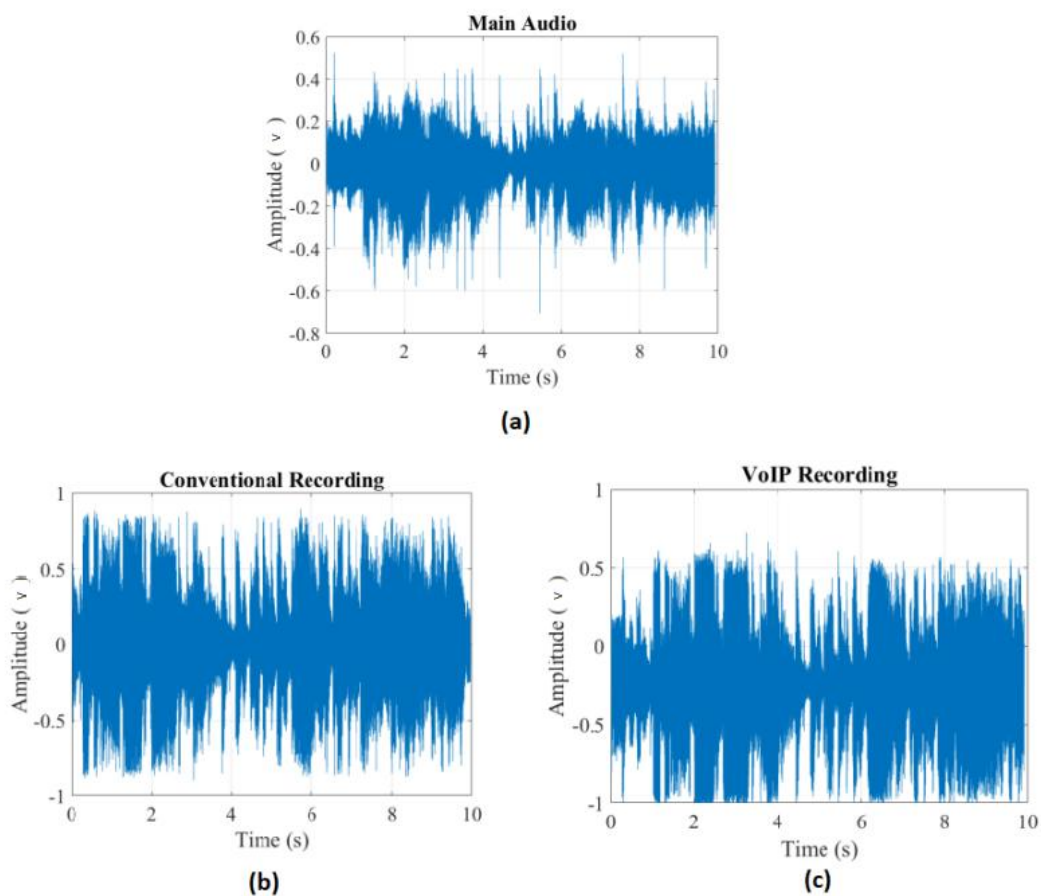 Main Audio
0.6
0.4
0.2
0
-0.2
-0.4
-0.6
-0.8
Amplitude ( v )
0 2 4 6 8 10
Time (s)
(a)
Conventional Recording
1
0.5
0
-0.5
-1
Amplitude ( v )
0 2 4 6 8 10
Time (s)
(b)
VoIP Recording
1
0.5
0
-0.5
-1
Amplitude ( v )
0 2 4 6 8 10
Time (s)
(c)